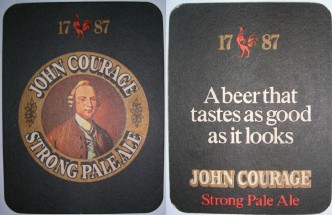 17 87
JOHN COURAGE
STRONG PALE ALE
17 87
A beer that
tastes as good
as it looks
JOHN COURAGE
Strong Pale Ale